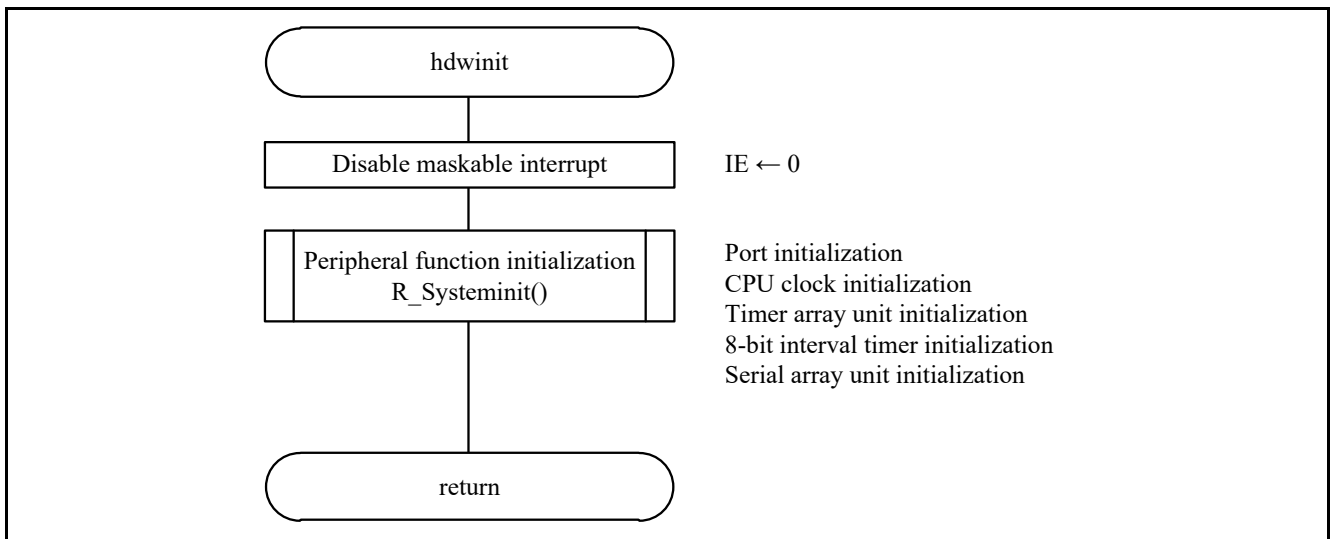 hdwinit
Disable maskable interrupt
IE ← 0
Peripheral function initialization
R_Systeminit()
Port initialization
CPU clock initialization
Timer array unit initialization
8-bit interval timer initialization
Serial array unit initialization
return